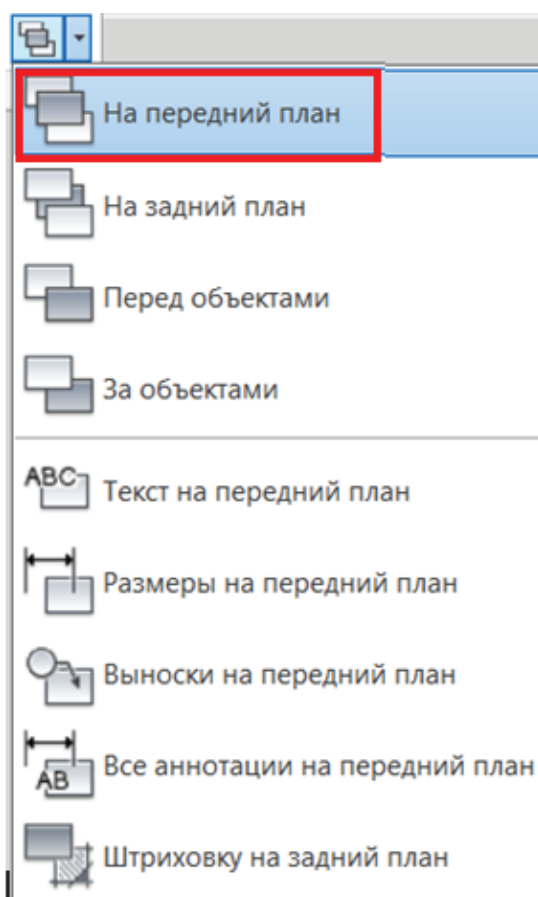 На передний план
На задний план
Перед объектами
За объектами
ABC
Текст на передний план
Размеры на передний план
Выноски на передний план
AB
Все аннотации на передний план
Штриховку на задний план